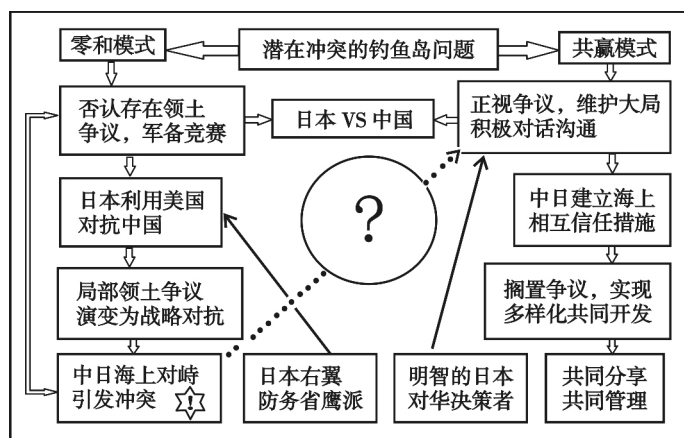 零和模式
潜在冲突的钓鱼岛问题
共赢模式
否认存在领土
争议，军备竞赛
日本 VS 中国
正视争议，维护大局
积极对话沟通
日本利用美国
对抗中国
?
中日建立海上
相互信任措施
局部领土争议
演变为战略对抗
搁置争议，实现
多样化共同开发
中日海上对峙
引发冲突 !
日本右翼
防务省鹰派
明智的日本
对华决策者
共同分享
共同管理